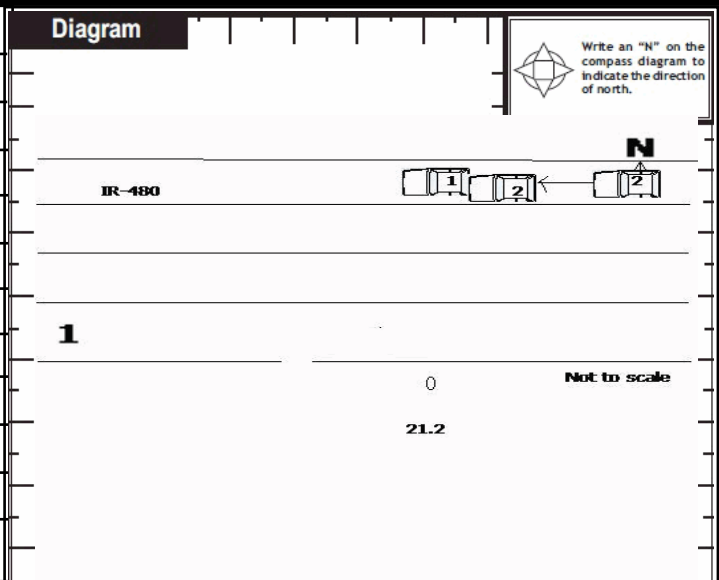 Diagram
Write an “N” on the
compass diagram to
indicate the direction
of north.
N
IR-480
1
2
2
1
0
Not to scale
21.2